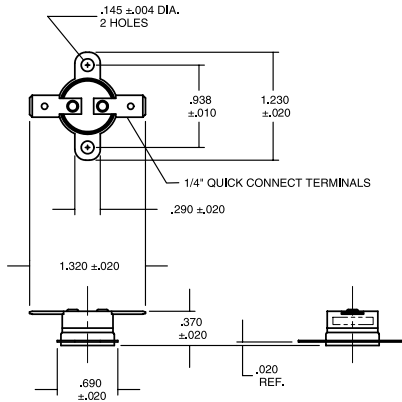 .145 ±.004 DIA.
2 HOLES
.938
±.010
1.230
±.020
1/4" QUICK CONNECT TERMINALS
.290 ±.020
1.320 ±.020
.370
±.020
.020
REF.
.690
±.020